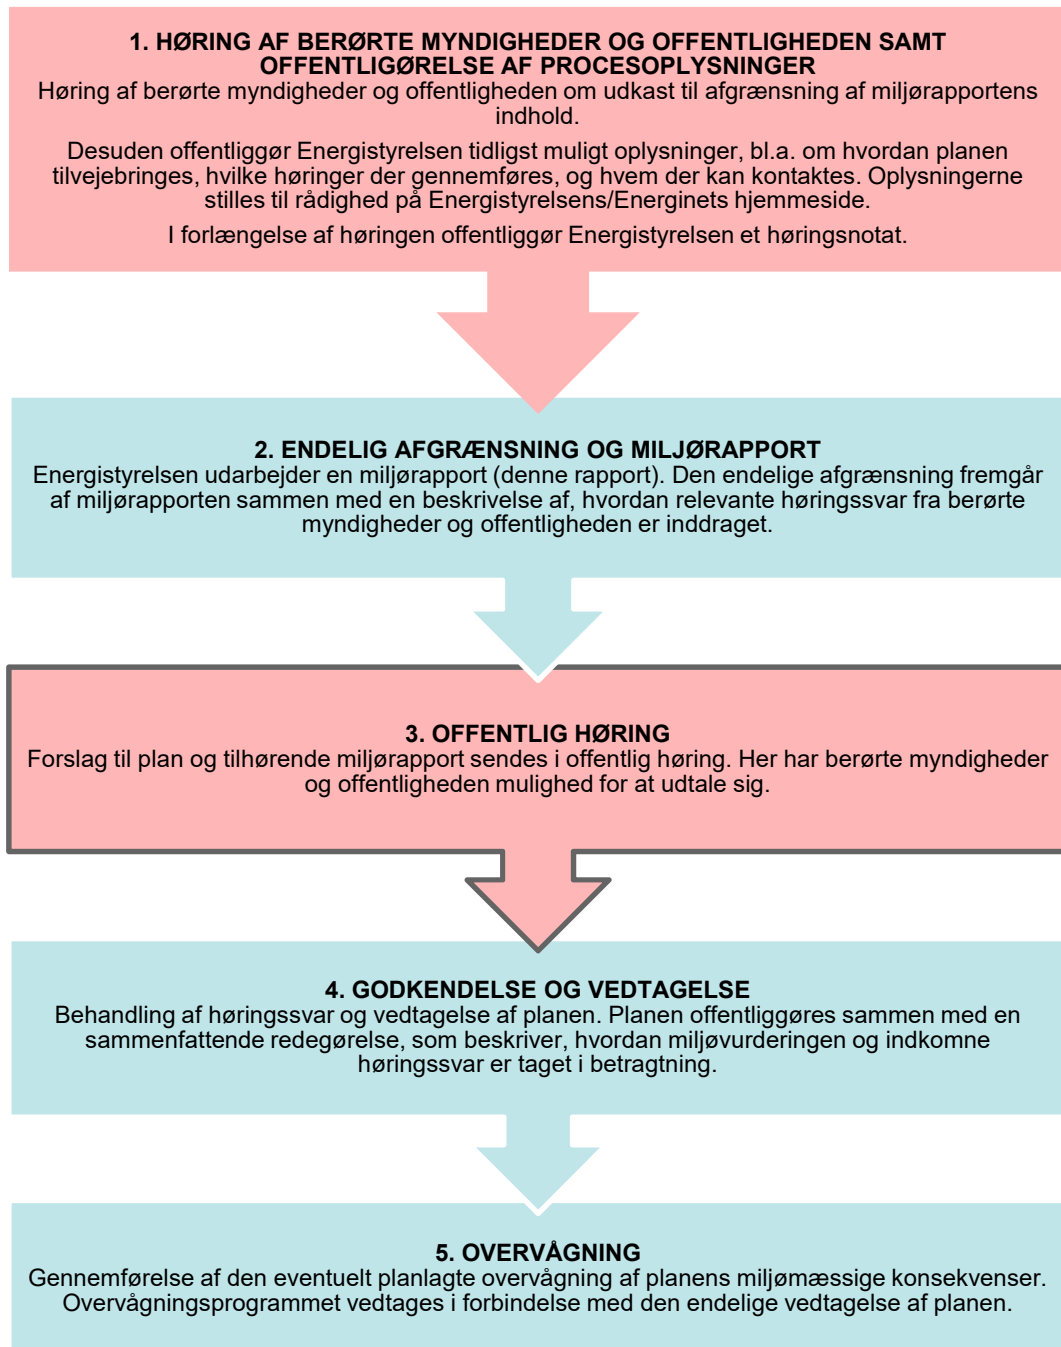 1. HØRING AF BERØRTE MYNDIGHEDER OG OFFENTLIGHEDEN SAMT
OFFENTLIGØRELSE AF PROCESOPLYSNINGER
Høring af berørte myndigheder og offentligheden om udkast til afgrænsning af miljørapportens
indhold.
Desuden offentliggør Energistyrelsen tidligst muligt oplysninger, bl.a. om hvordan planen
tilvejebringes, hvilke høringer der gennemføres, og hvem der kan kontaktes. Oplysningerne
stilles til rådighed på Energistyrelsens/Energinets hjemmeside.
I forlængelse af høringen offentliggør Energistyrelsen et høringsnotat.
2. ENDELIG AFGRÆNSNING OG MILJØRAPPORT
Energistyrelsen udarbejder en miljørapport (denne rapport). Den endelige afgrænsning fremgår
af miljørapporten sammen med en beskrivelse af, hvordan relevante høringssvar fra berørte
myndigheder og offentligheden er inddraget.
3. OFFENTLIG HØRING
Forslag til plan og tilhørende miljørapport sendes i offentlig høring. Her har berørte myndigheder
og offentligheden mulighed for at udtale sig.
4. GODKENDELSE OG VEDTAGELSE
Behandling af høringssvar og vedtagelse af planen. Planen offentliggøres sammen med en
sammenfattende redegørelse, som beskriver, hvordan miljøvurderingen og indkomne
høringssvar er taget i betragtning.
5. OVERVÅGNING
Gennemførelse af den eventuelt planlagte overvågning af planens miljømæssige konsekvenser.
Overvågningsprogrammet vedtages i forbindelse med den endelige vedtagelse af planen.